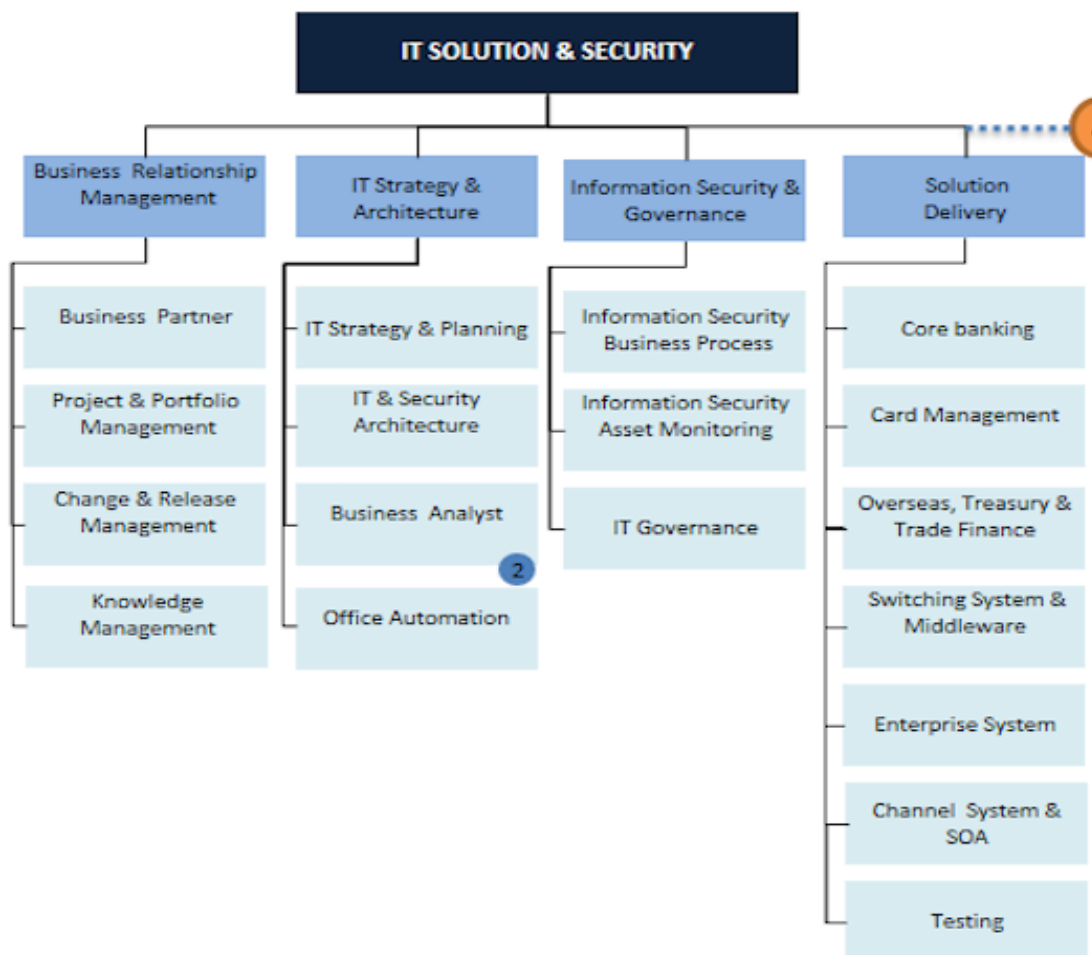 IT SOLUTION & SECURITY
Business Relationship
Management
Business Partner
Project & Portfolio
Management
Change & Release
Management
Knowledge
Management
IT Strategy &
Architecture
IT Strategy & Planning
IT & Security
Architecture
Business Analyst
2
Office Automation
Information Security &
Governance
Information Security
Business Process
Information Security
Asset Monitoring
IT Governance
Solution
Delivery
Core banking
Card Management
Overseas, Treasury &
Trade Finance
Switching System &
Middleware
Enterprise System
Channel System &
SOA
Testing